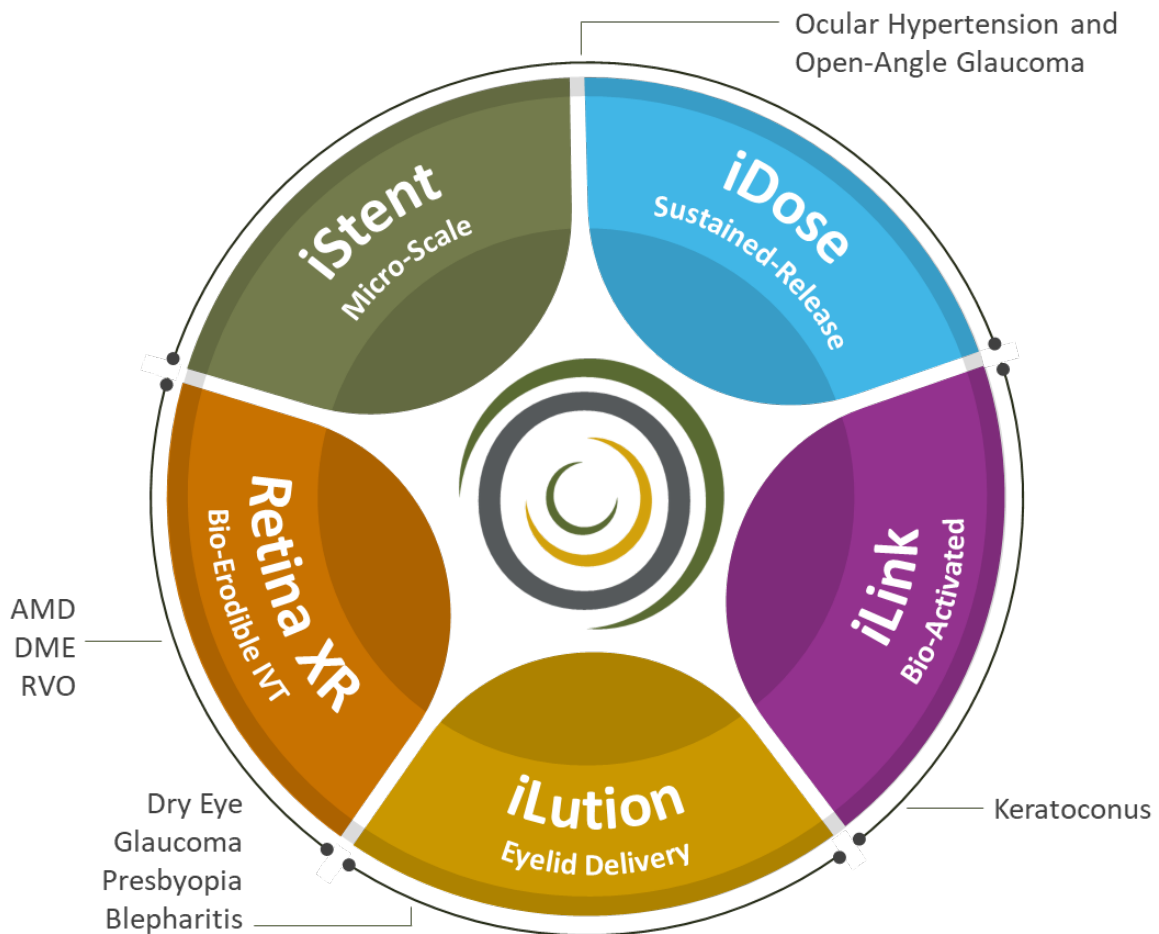 Ocular Hypertension and
Open-Angle Glaucoma
iStent
Micro-Scale
iDose
Sustained-Release
Retina XR
Bio-Erodible IVT
iLink
Bio-Activated
AMD
DME
RVO
iLution
Eyelid Delivery
Dry Eye
Glaucoma
Presbyopia
Blepharitis
Keratoconus